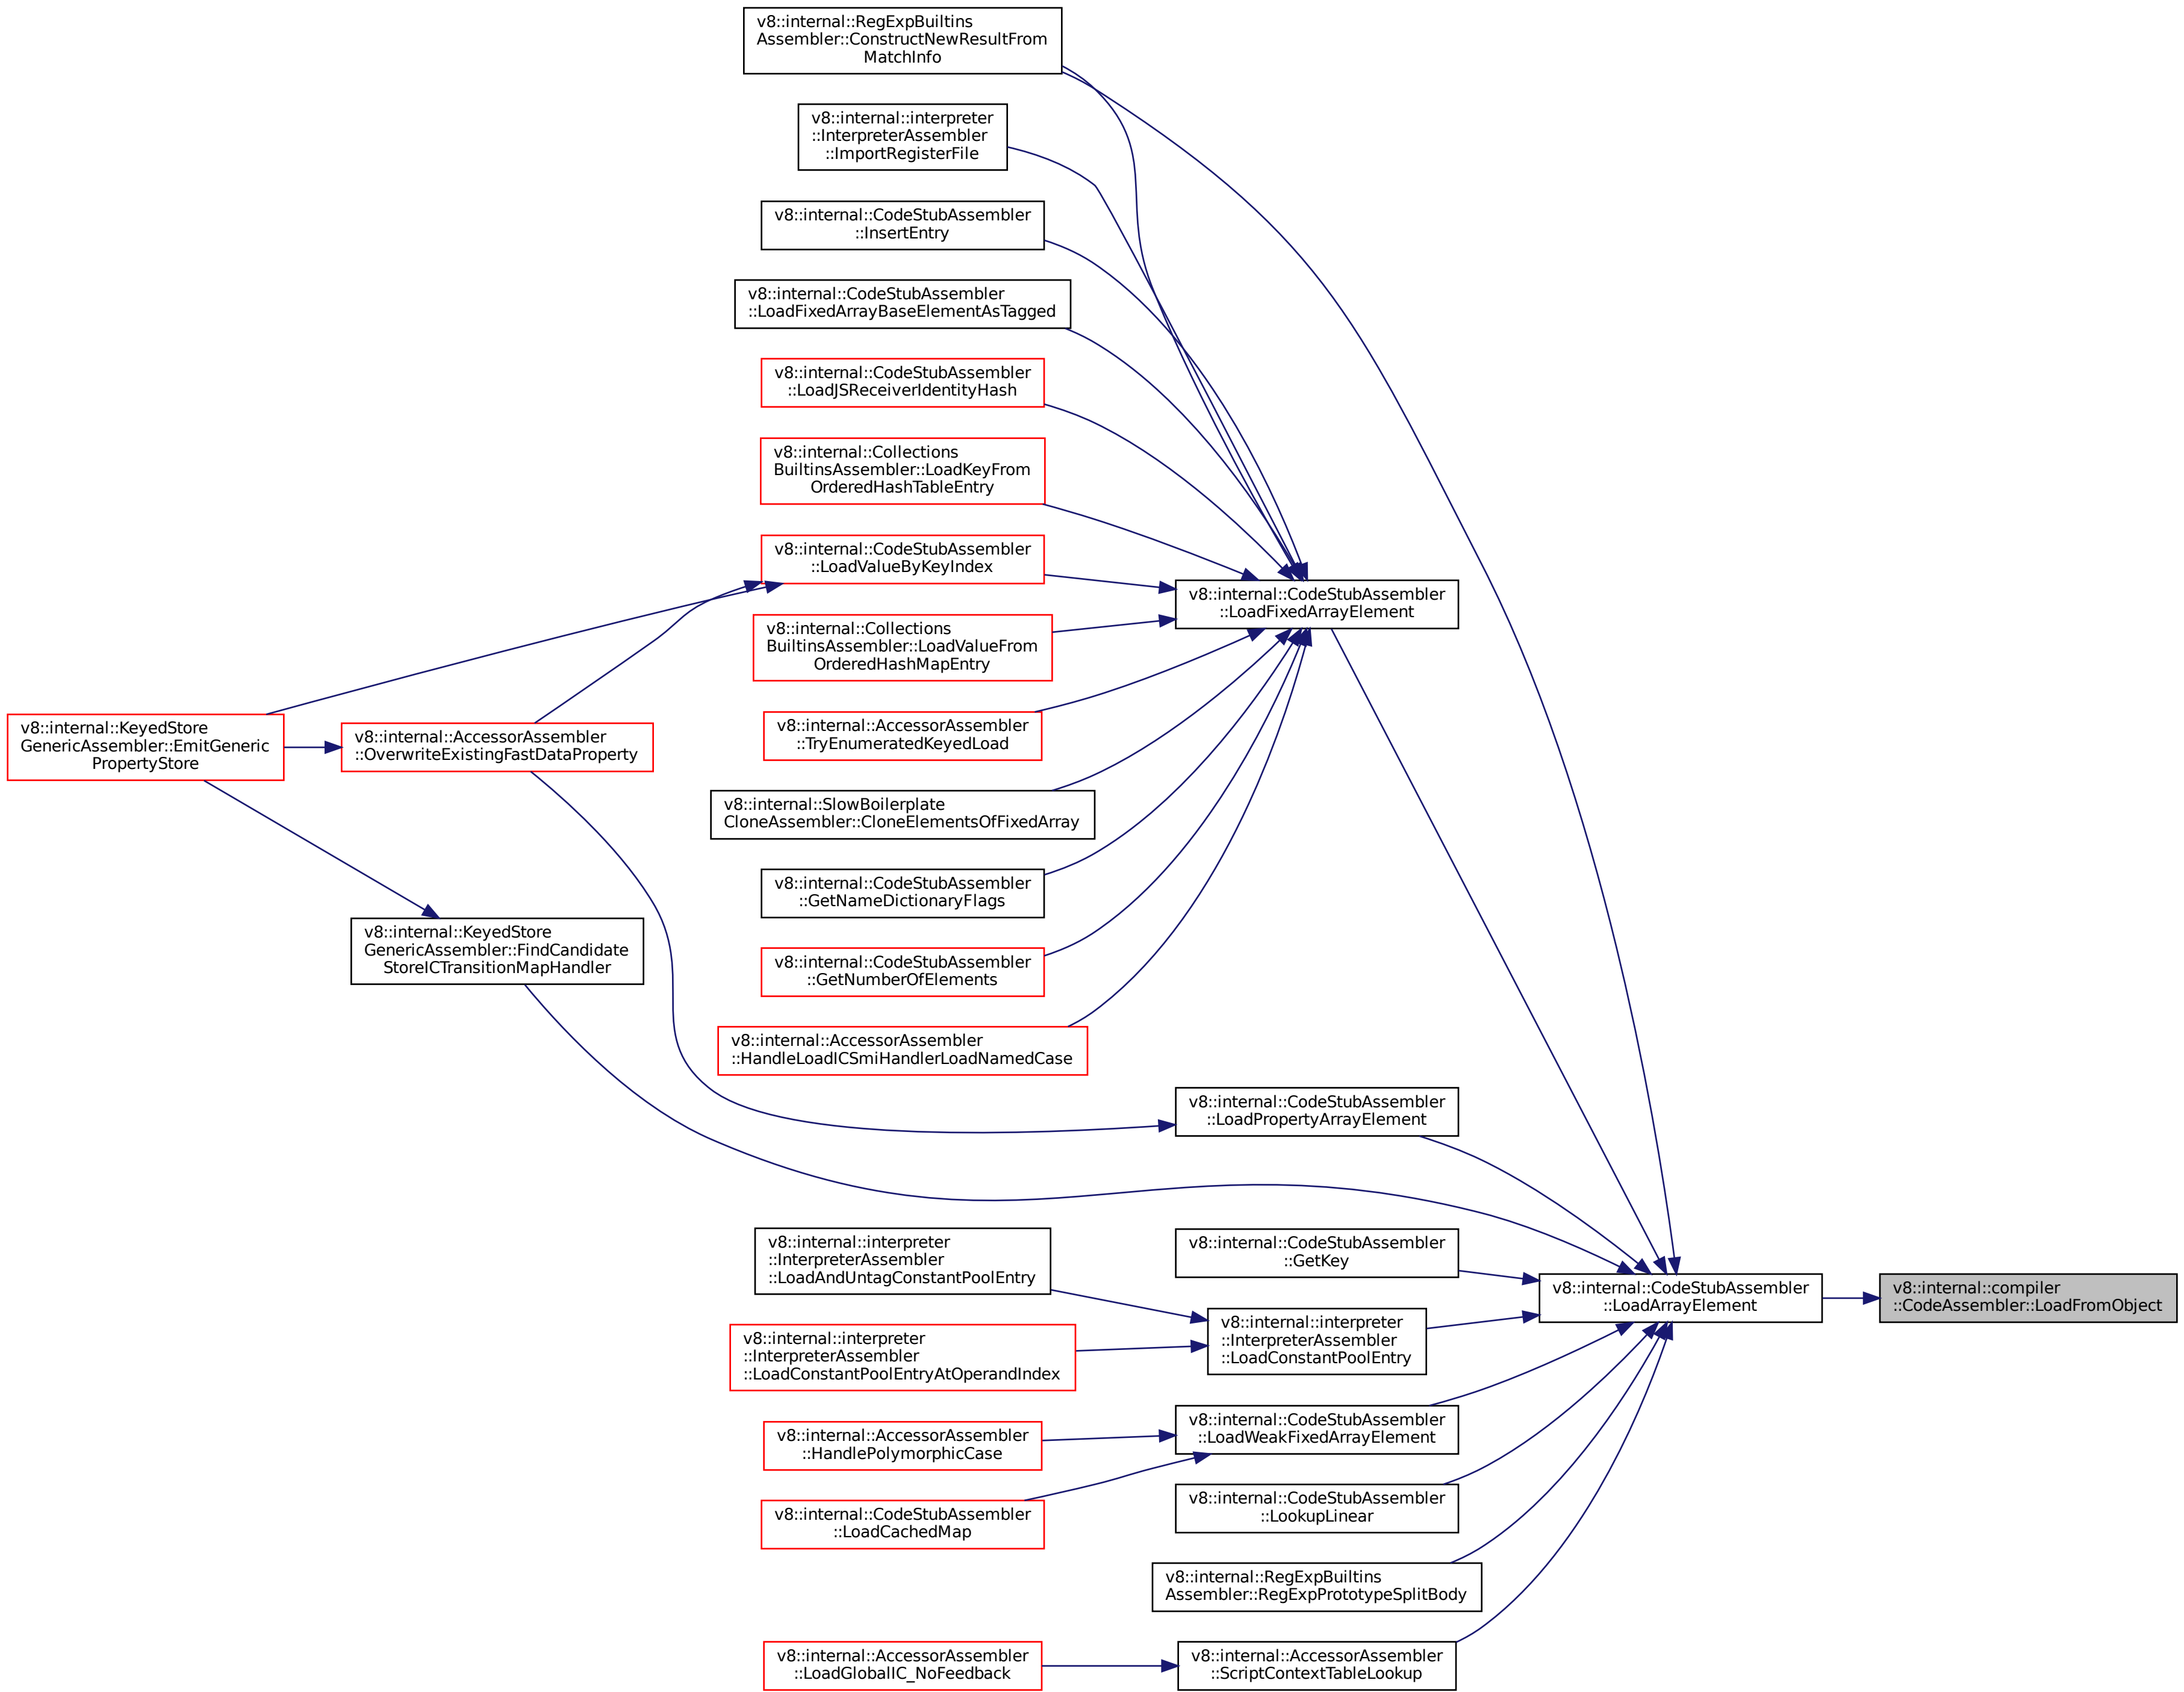 v8::internal::RegExpBuiltins
Assembler::ConstructNewResultFrom
MatchInfo
v8::internal::interpreter
::InterpreterAssembler
::ImportRegisterFile
v8::internal::CodeStubAssembler
::InsertEntry
v8::internal::CodeStubAssembler
::LoadFixedArrayBaseElementAsTagged
v8::internal::CodeStubAssembler
::LoadJSReceiverIdentityHash
v8::internal::Collections
BuiltinsAssembler::LoadKeyFrom
OrderedHashTableEntry
v8::internal::CodeStubAssembler
::LoadValueByKeyIndex
v8::internal::CodeStubAssembler
::LoadFixedArrayElement
v8::internal::Collections
BuiltinsAssembler::LoadValueFrom
OrderedHashMapEntry
v8::internal::KeyedStore
GenericAssembler::EmitGeneric
PropertyStore
v8::internal::AccessorAssembler
::OverwriteExistingFastDataProperty
v8::internal::AccessorAssembler
::TryEnumeratedKeyedLoad
v8::internal::SlowBoilerplate
CloneAssembler::CloneElementsOfFixedArray
v8::internal::CodeStubAssembler
::GetNameDictionaryFlags
v8::internal::KeyedStore
GenericAssembler::FindCandidate
StoreICTransitionMapHandler
v8::internal::CodeStubAssembler
::GetNumberOfElements
v8::internal::AccessorAssembler
::HandleLoadICSmiHandlerLoadNamedCase
v8::internal::CodeStubAssembler
::LoadPropertyArrayElement
v8::internal::interpreter
::InterpreterAssembler
::LoadAndUntagConstantPoolEntry
v8::internal::CodeStubAssembler
::GetKey
v8::internal::CodeStubAssembler
::LoadArrayElement
v8::internal::compiler
::CodeAssembler::LoadFromObject
v8::internal::interpreter
::InterpreterAssembler
::LoadConstantPoolEntry
v8::internal::interpreter
::InterpreterAssembler
::LoadConstantPoolEntryAtOperandIndex
v8::internal::CodeStubAssembler
::LoadWeakFixedArrayElement
v8::internal::AccessorAssembler
::HandlePolymorphicCase
v8::internal::CodeStubAssembler
::LookupLinear
v8::internal::CodeStubAssembler
::LoadCachedMap
v8::internal::RegExpBuiltins
Assembler::RegExpPrototypeSplitBody
v8::internal::AccessorAssembler
::LoadGlobalIC_NoFeedback
v8::internal::AccessorAssembler
::ScriptContextTableLookup